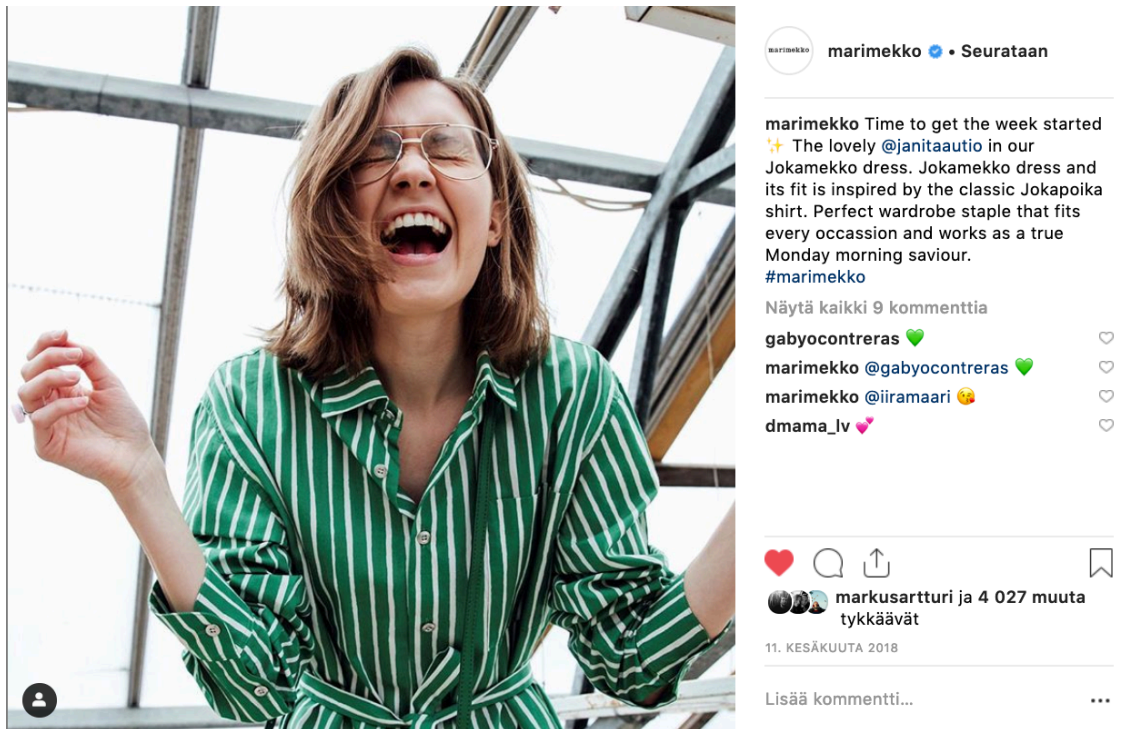 marimekko
marimekko • Seurataan
marimekko Time to get the week started
✨ The lovely @janitaautio in our
Jokamekko dress. Jokamekko dress and
its fit is inspired by the classic Jokapoika
shirt. Perfect wardrobe staple that fits
every occassion and works as a true
Monday morning saviour.
#marimekko
Näytä kaikki 9 kommenttia
gabyocontreras 💚
marimekko @gabyocontreras 💚
marimekko @iiramaari 😘
dmama_lv 💕
markusartturi ja 4 027 muuta
tykkäävät
11. KESÄKUUTA 2018
Lisää kommentti...